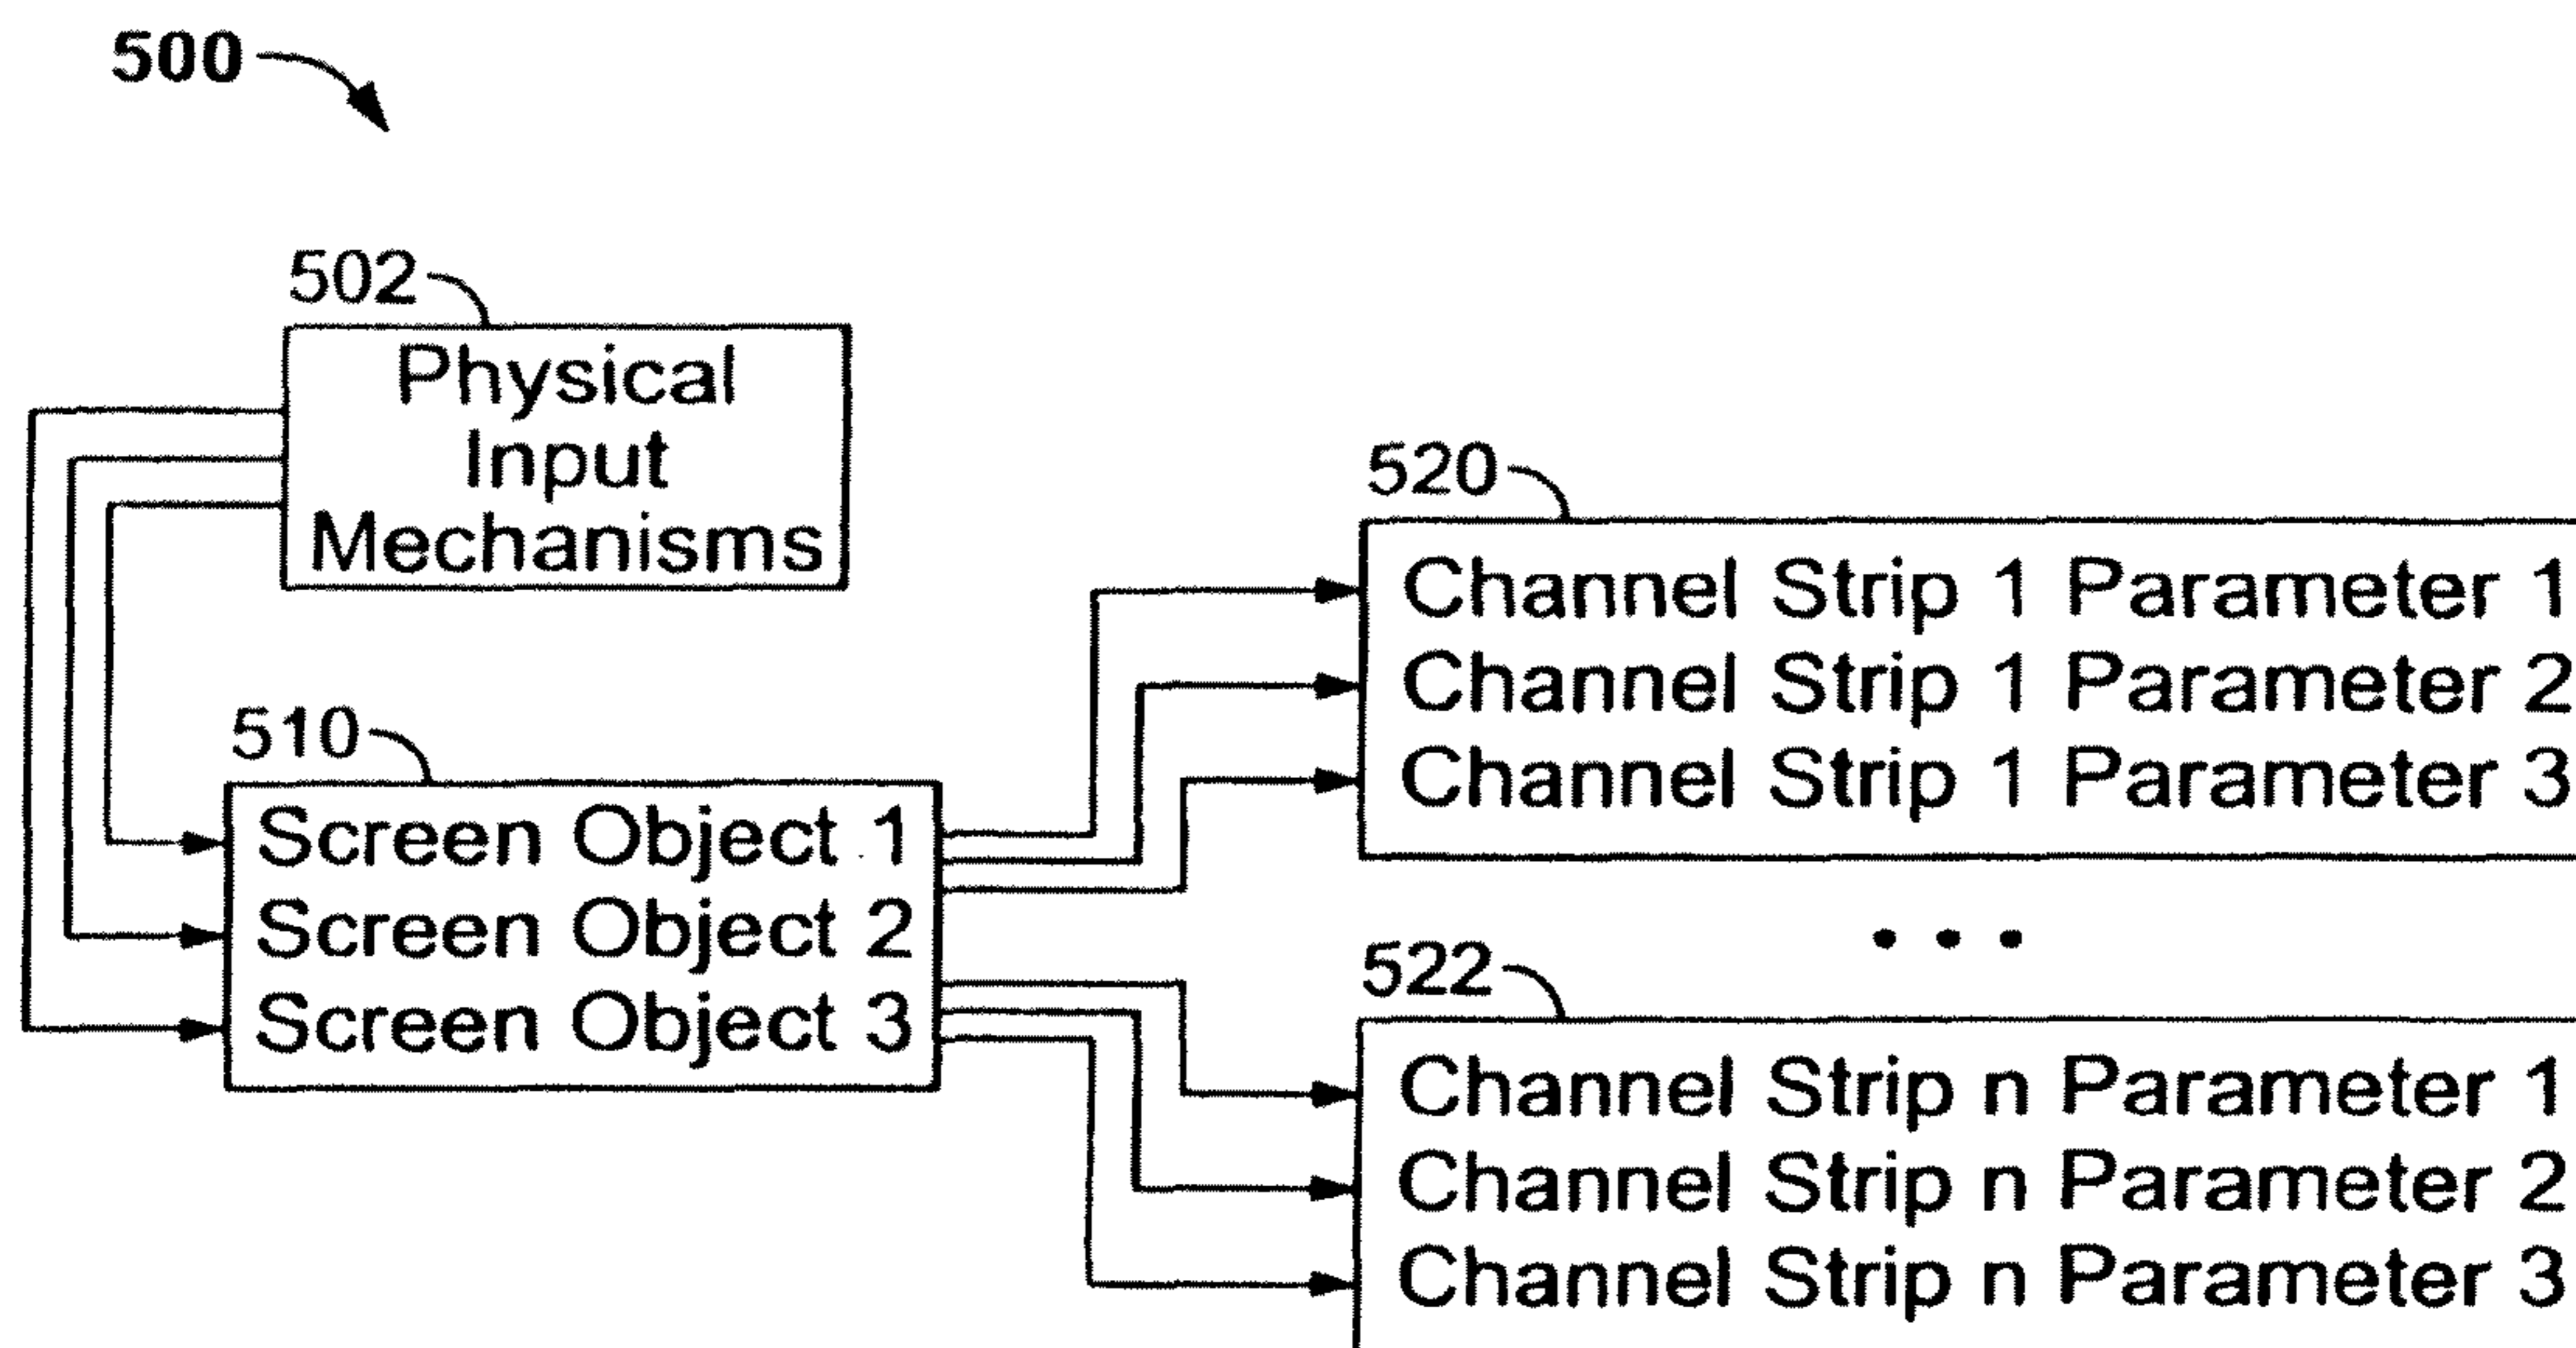 500
502
Physical
Input
Mechanisms
510
Screen Object 1
Screen Object 2
Screen Object 3
520
Channel Strip 1 Parameter 1
Channel Strip 1 Parameter 2
Channel Strip 1 Parameter 3
• • •
522
Channel Strip n Parameter 1
Channel Strip n Parameter 2
Channel Strip n Parameter 3